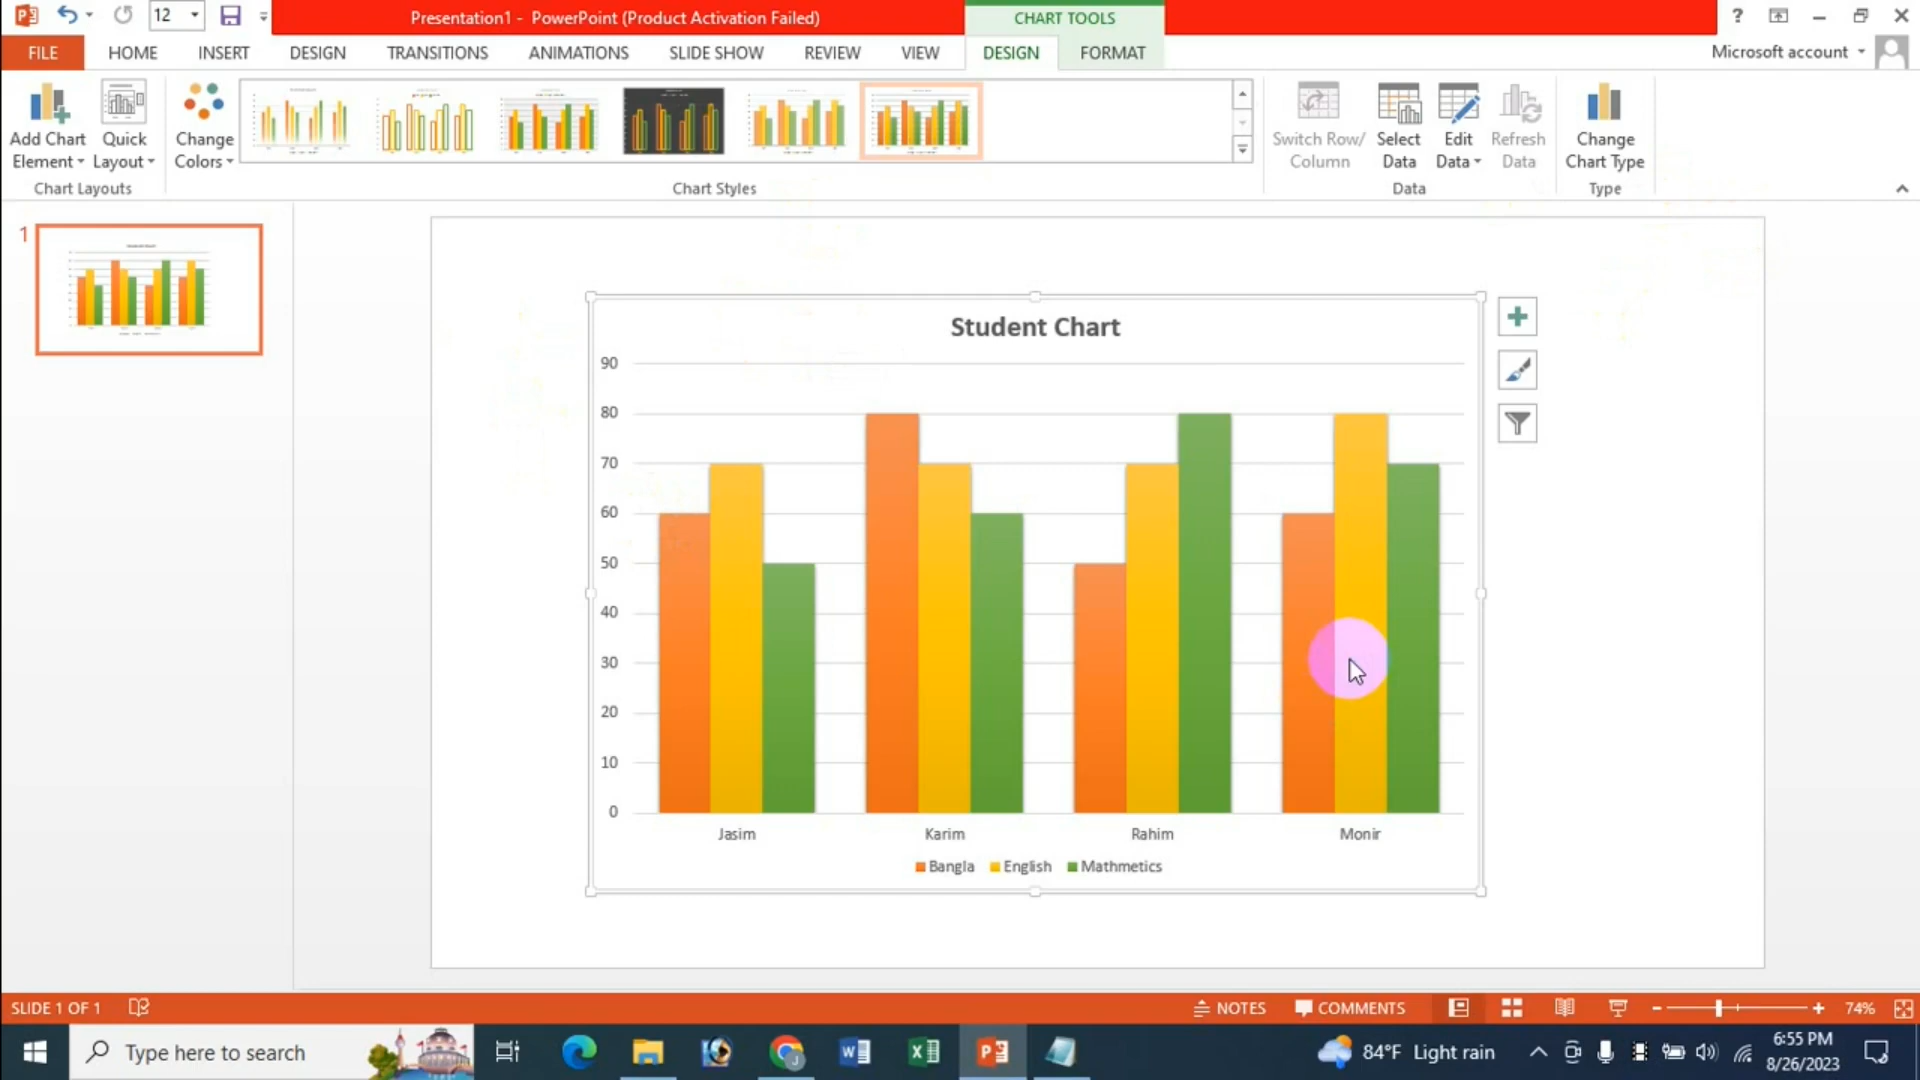 12
Presentation1 - PowerPoint (Product Activation Failed)
CHART TOOLS
?
FILE
HOME
INSERT
DESIGN
TRANSITIONS
ANIMATIONS
SLIDE SHOW
REVIEW
VIEW
DESIGN
FORMAT
Microsoft account
Add Chart
Element
Quick
Layout
Change
Colors
Switch Row/
Column
Select
Data
Edit
Data
Refresh
Data
Change
Chart Type
Chart Layouts
Chart Styles
Data
Type
1
Student Chart
90
80
70
60
50
40
30
20
10
0
Jasim
Karim
Rahim
Monir
Bangla
English
Mathmetics
SLIDE 1 OF 1
NOTES
COMMENTS
74%
Type here to search
84°F Light rain
6:55 PM
8/26/2023